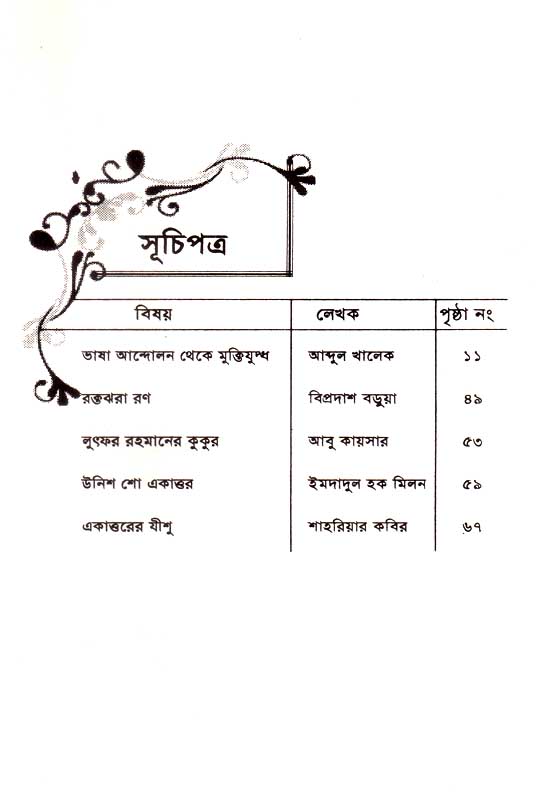 সূচিপত্র
বিষয় লেখক পৃষ্ঠা নং
ভাষা আন্দোলন থেকে মুক্তিযুদ্ধ আব্দুল খালেক ১১
রক্তঝরা রণ বিপ্রদাশ বড়ুয়া ৪৯
লুৎফর রহমানের কুকুর আবু কায়সার ৫৩
উনিশ শো একাত্তর ইমদাদুল হক মিলন ৫৯
একাত্তরের যীশু শাহরিয়ার কবির ৬৭